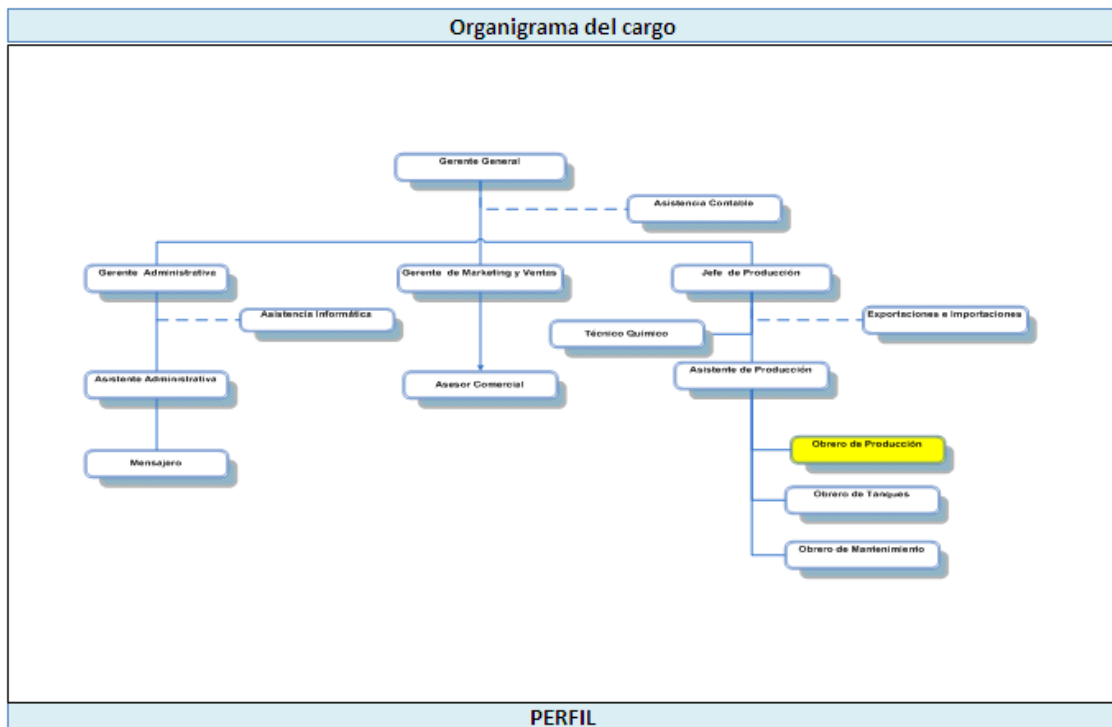 Organigrama del cargo
Gerente General
Asistencia Contable
Gerente Administrativa
Gerente de Marketing y Ventas
Jefe de Producción
Asistencia Informática
Exportaciones e Importaciones
Técnico Químico
Asistente Administrativa
Asesor Comercial
Asistente de Producción
Obrero de Producción
Mensajero
Obrero de Tanques
Obrero de Mantenimiento
PERFIL